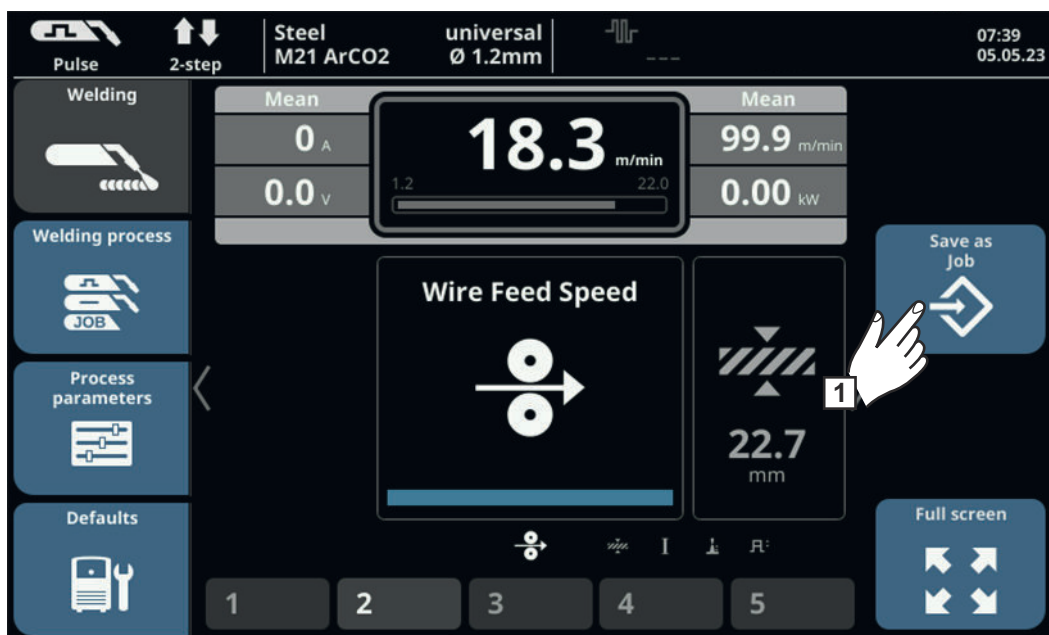 Pulse
2-step
Steel
M21 ArCO2
universal
Ø 1.2mm
---
07:39
05.05.23
Welding
Mean
0 A
0.0 V
18.3 m/min
1.2
22.0
Mean
99.9 m/min
0.00 kW
Welding process
JOB
Process
parameters
Defaults
Wire Feed Speed
22.7
mm
Save as
Job
1
Full screen
1
2
3
4
5